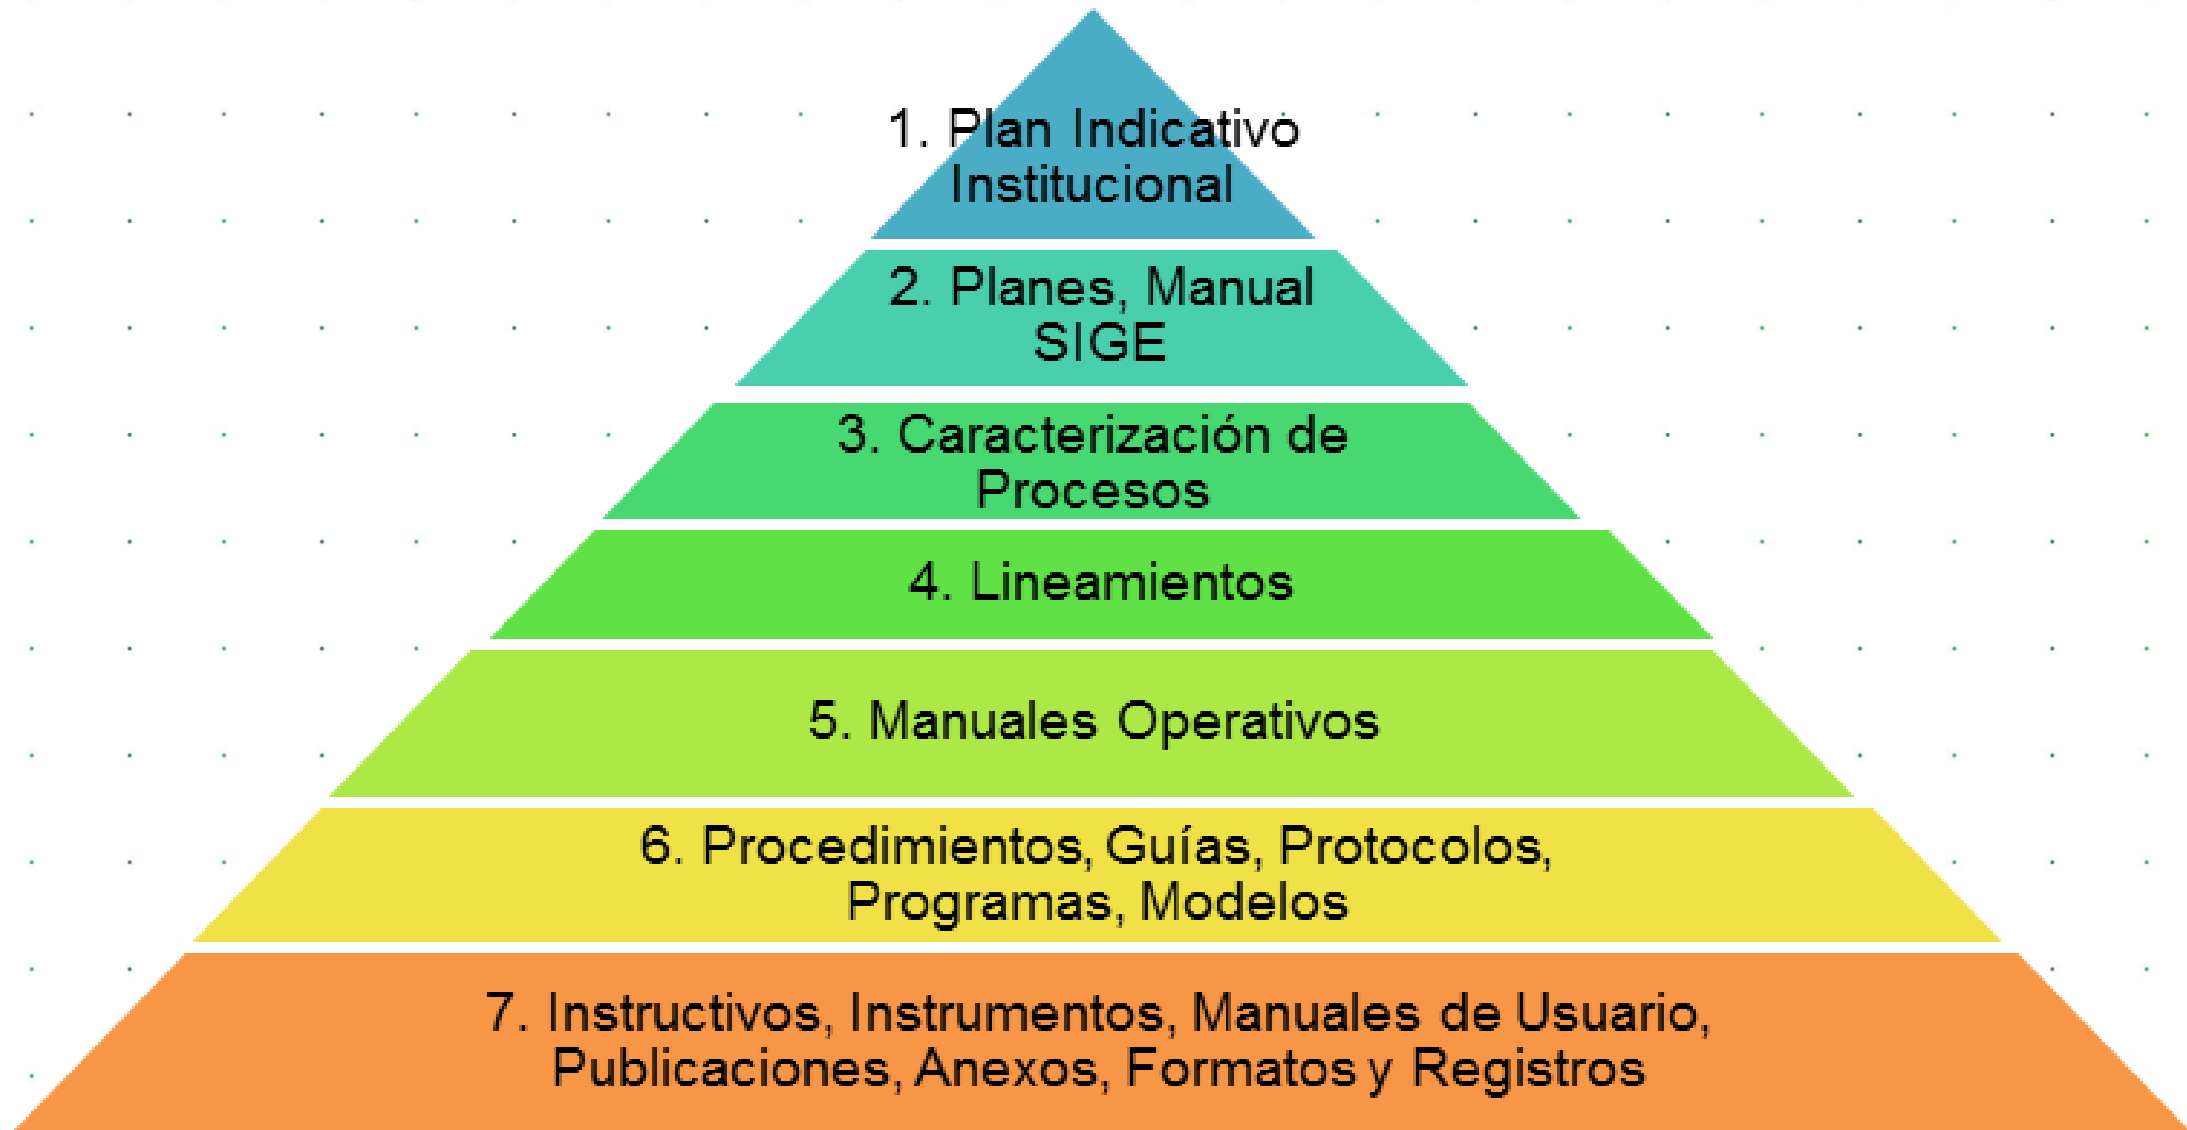 1. Plan Indicativo
Institucional
2. Planes, Manual
SIGE
3. Caracterización de
Procesos
4. Lineamientos
5. Manuales Operativos
6. Procedimientos, Guías, Protocolos,
Programas, Modelos
7. Instructivos, Instrumentos, Manuales de Usuario,
Publicaciones, Anexos, Formatos y Registros